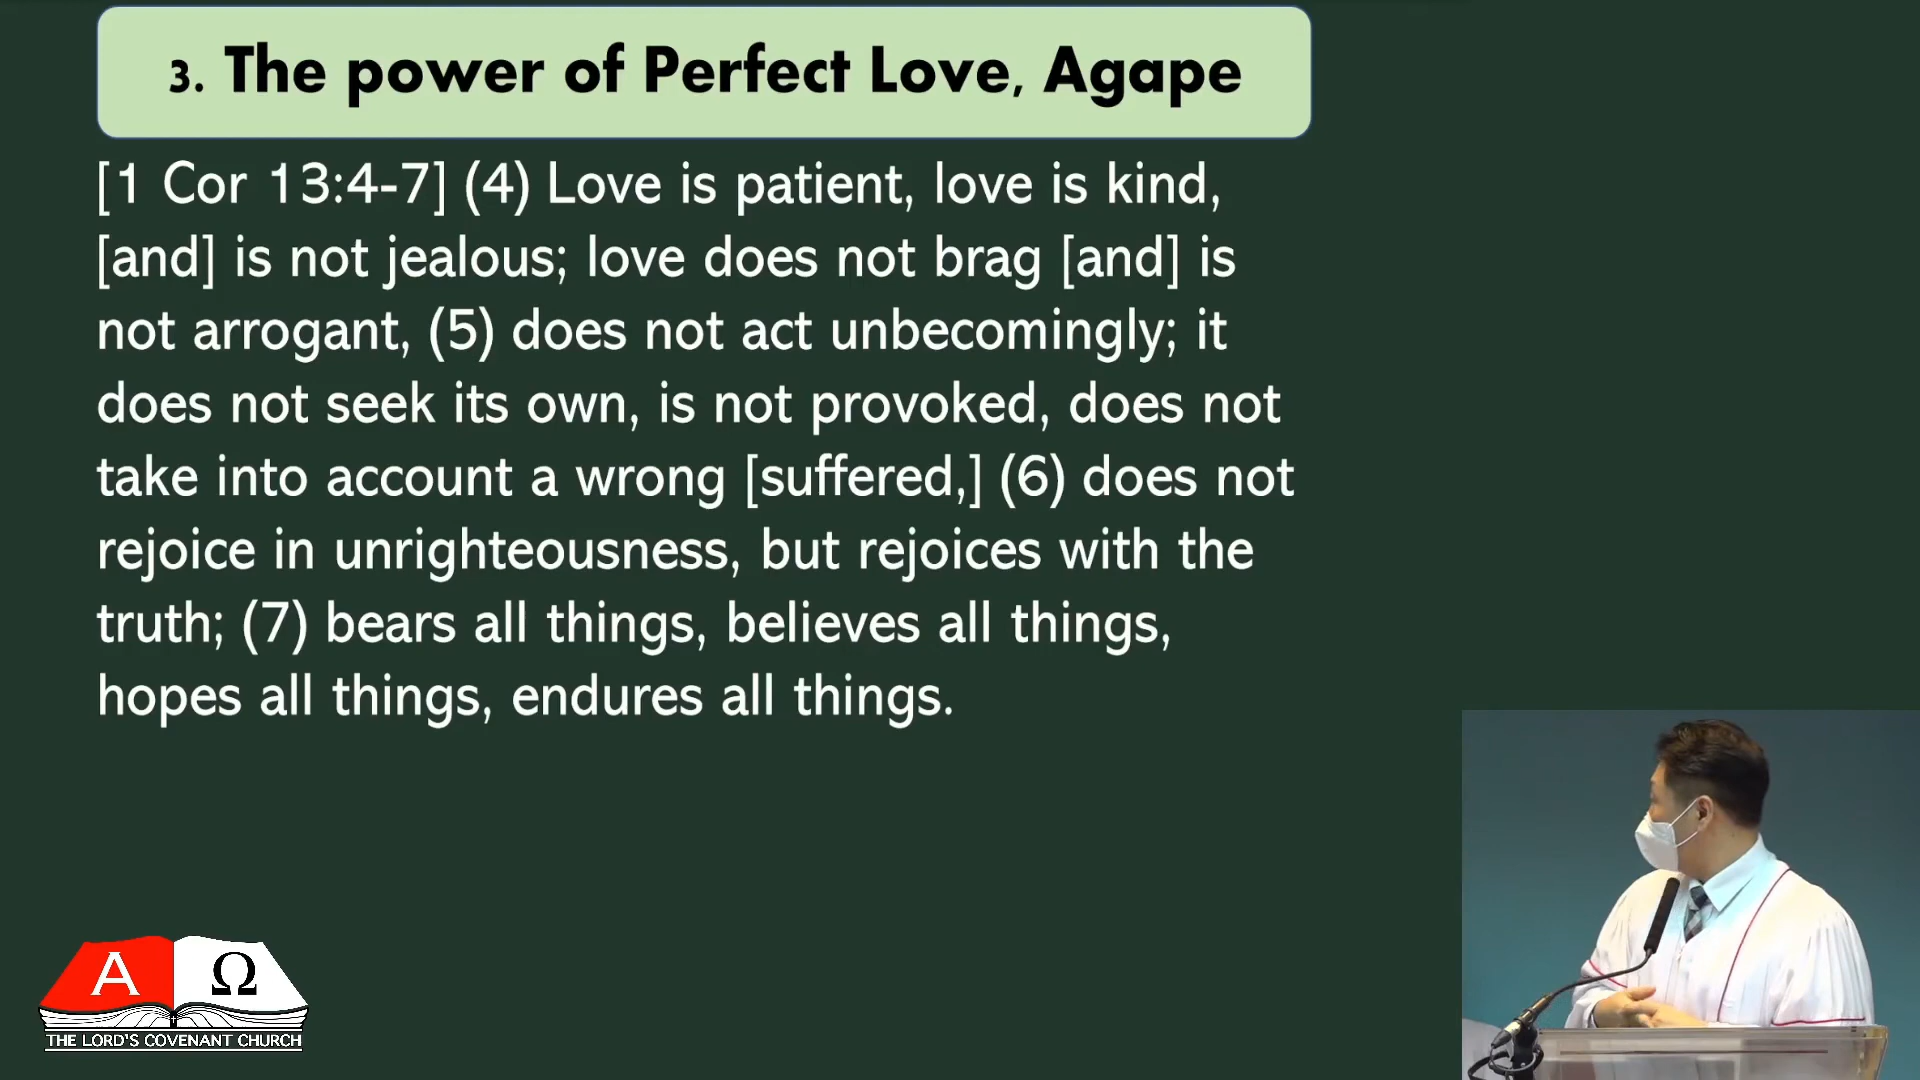 3. The power of Perfect Love, Agape
[1 Cor 13:4-7] (4) Love is patient, love is kind,
[and] is not jealous; love does not brag [and] is
not arrogant, (5) does not act unbecomingly; it
does not seek its own, is not provoked, does not
take into account a wrong [suffered,] (6) does not
rejoice in unrighteousness, but rejoices with the
truth; (7) bears all things, believes all things,
hopes all things, endures all things.
Α Ω
THE LORD'S COVENANT CHURCH